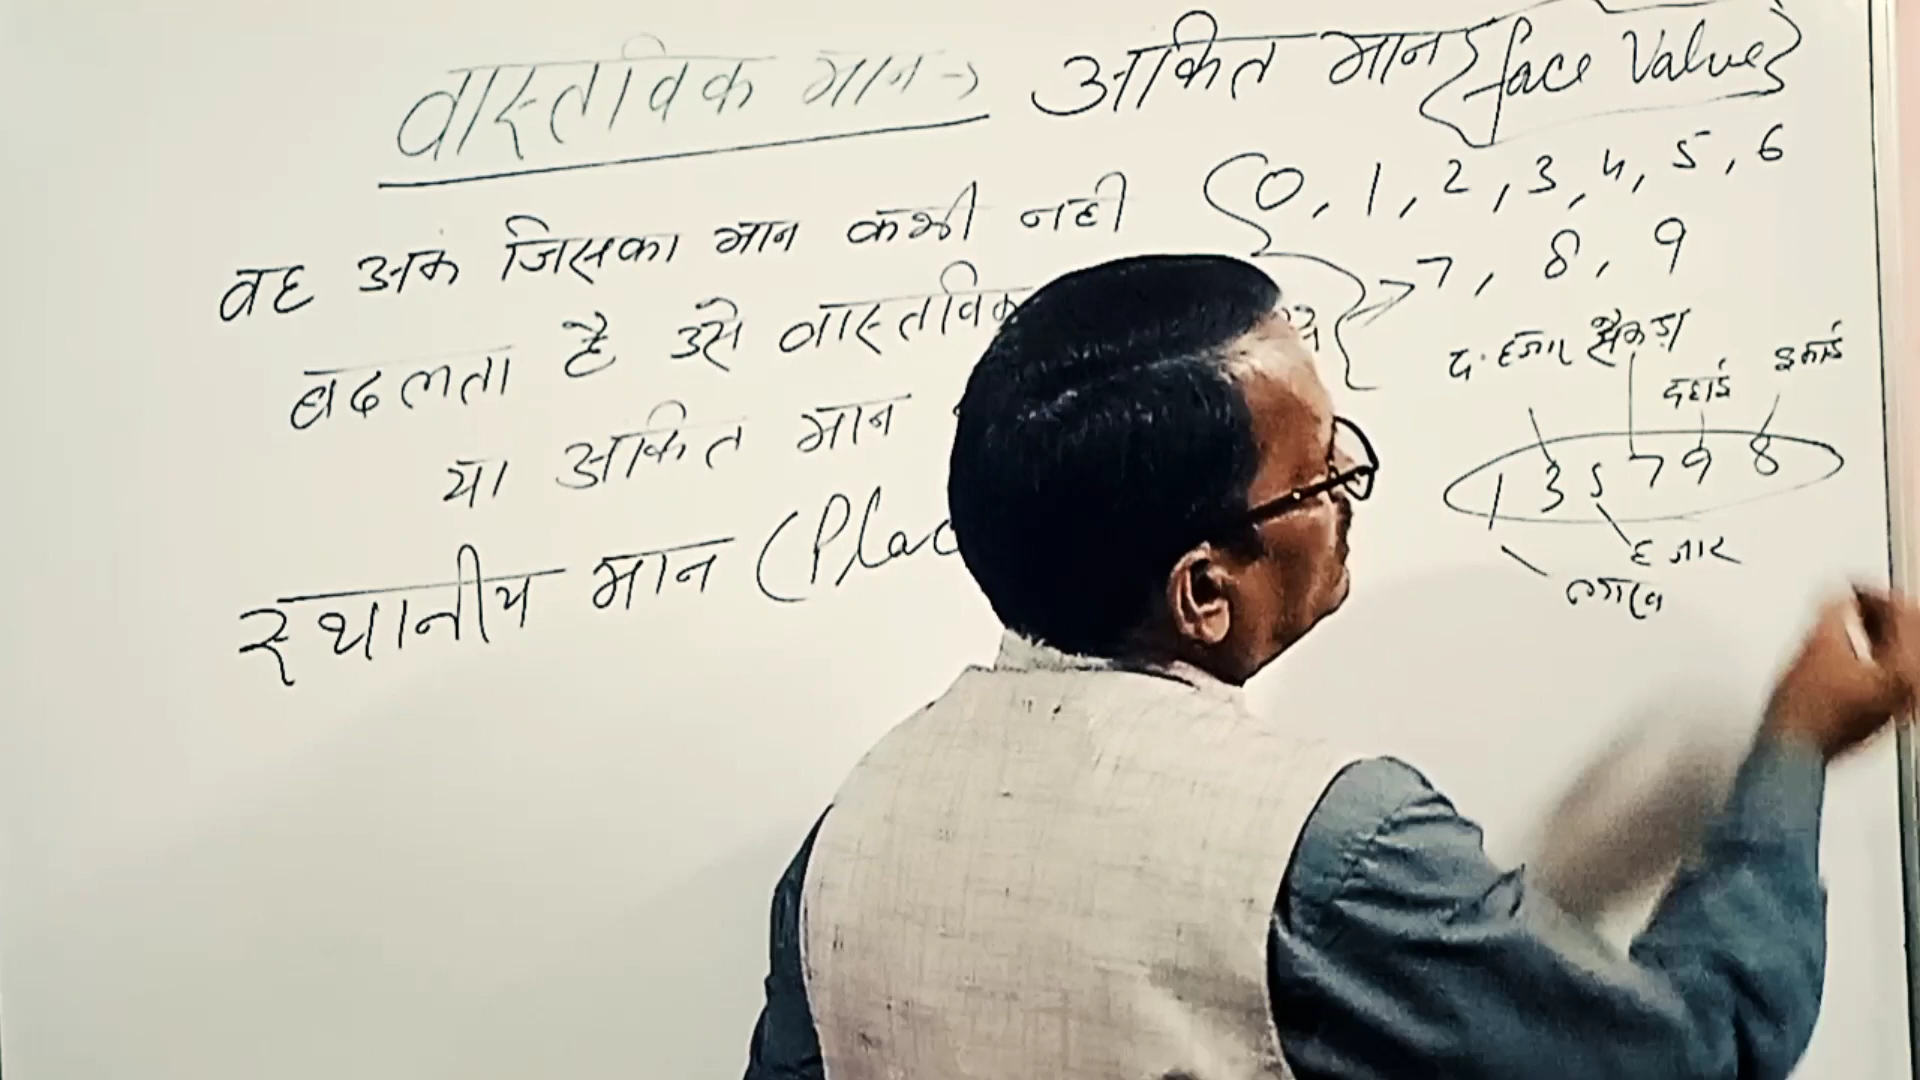 वास्तविक मान → अंकित मान {face Value}
वह अंक जिसका मान कभी नही
बदलता है उसे वास्तविक
या अंकित मान
स्थानीय मान (Plac
0, 1, 2, 3, 4, 5, 6
→ 7, 8, 9
द. हजार सैकड़ा
दहाई इकाई
1 3 5 7 9 8
हजार
लाख